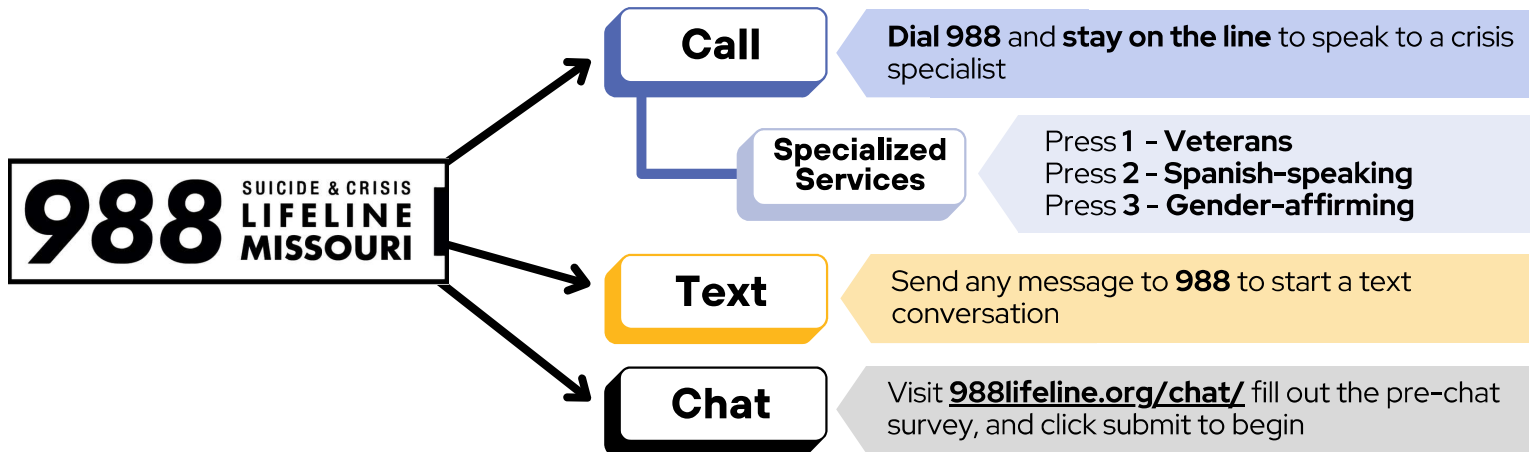 988
SUICIDE & CRISIS
LIFELINE
MISSOURI
Call
Dial 988 and stay on the line to speak to a crisis
specialist
Specialized
Services
Press 1 - Veterans
Press 2 - Spanish-speaking
Press 3 - Gender-affirming
Text
Send any message to 988 to start a text
conversation
Chat
Visit 988lifeline.org/chat/ fill out the pre-chat
survey, and click submit to begin